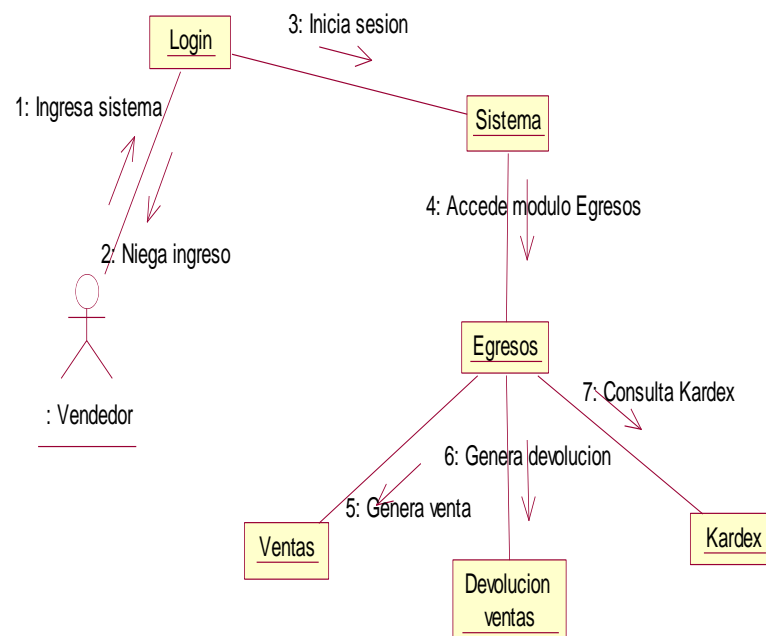 3: Inicia sesion
Login
1: Ingresa sistema
Sistema
4: Accede modulo Egresos
2: Niega ingreso
Egresos
: Vendedor
7: Consulta Kardex
6: Genera devolucion
5: Genera venta
Ventas
Kardex
Devolucion
ventas